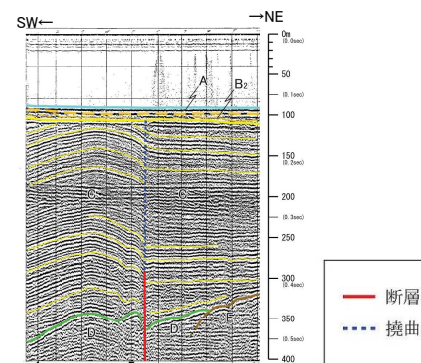 SW← →NE
0m
(0.0sec)
50
(0.1sec)
100
150
(0.2sec)
200
(0.3sec)
250
300
(0.4sec)
350
(0.5sec)
400
A
B2
C C
D D E
断層
撓曲